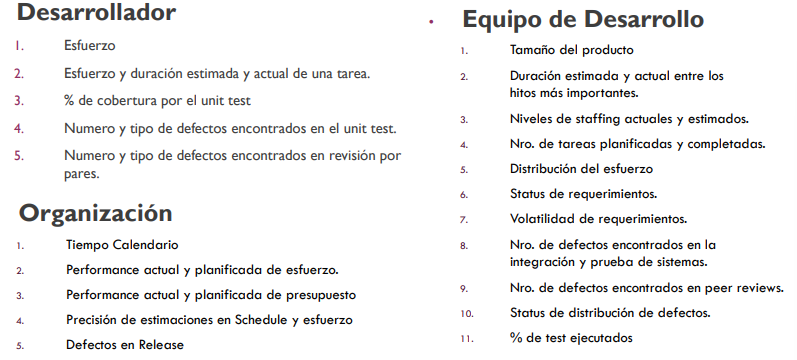 Desarrollador
1. Esfuerzo
2. Esfuerzo y duración estimada y actual de una tarea.
3. % de cobertura por el unit test
4. Numero y tipo de defectos encontrados en el unit test.
5. Numero y tipo de defectos encontrados en revisión por
pares.
Organización
1. Tiempo Calendario
2. Performance actual y planificada de esfuerzo.
3. Performance actual y planificada de presupuesto
4. Precisión de estimaciones en Schedule y esfuerzo
5. Defectos en Release
• Equipo de Desarrollo
1. Tamaño del producto
2. Duración estimada y actual entre los
hitos más importantes.
3. Niveles de staffing actuales y estimados.
4. Nro. de tareas planificadas y completadas.
5. Distribución del esfuerzo
6. Status de requerimientos.
7. Volatilidad de requerimientos.
8. Nro. de defectos encontrados en la
integración y prueba de sistemas.
9. Nro. de defectos encontrados en peer reviews.
10. Status de distribución de defectos.
11. % de test ejecutados